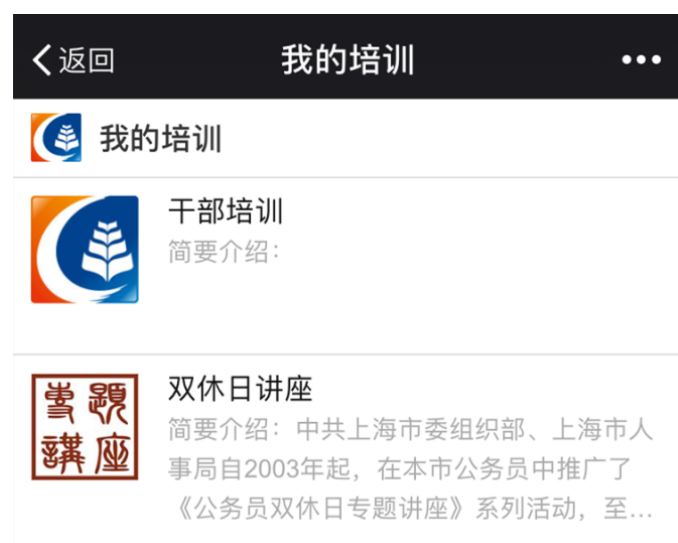 返回 我的培训
我的培训
干部培训
简要介绍：
專題
講座
双休日讲座
简要介绍：中共上海市委组织部、上海市人
事局自2003年起，在本市公务员中推广了
《公务员双休日专题讲座》系列活动，至...